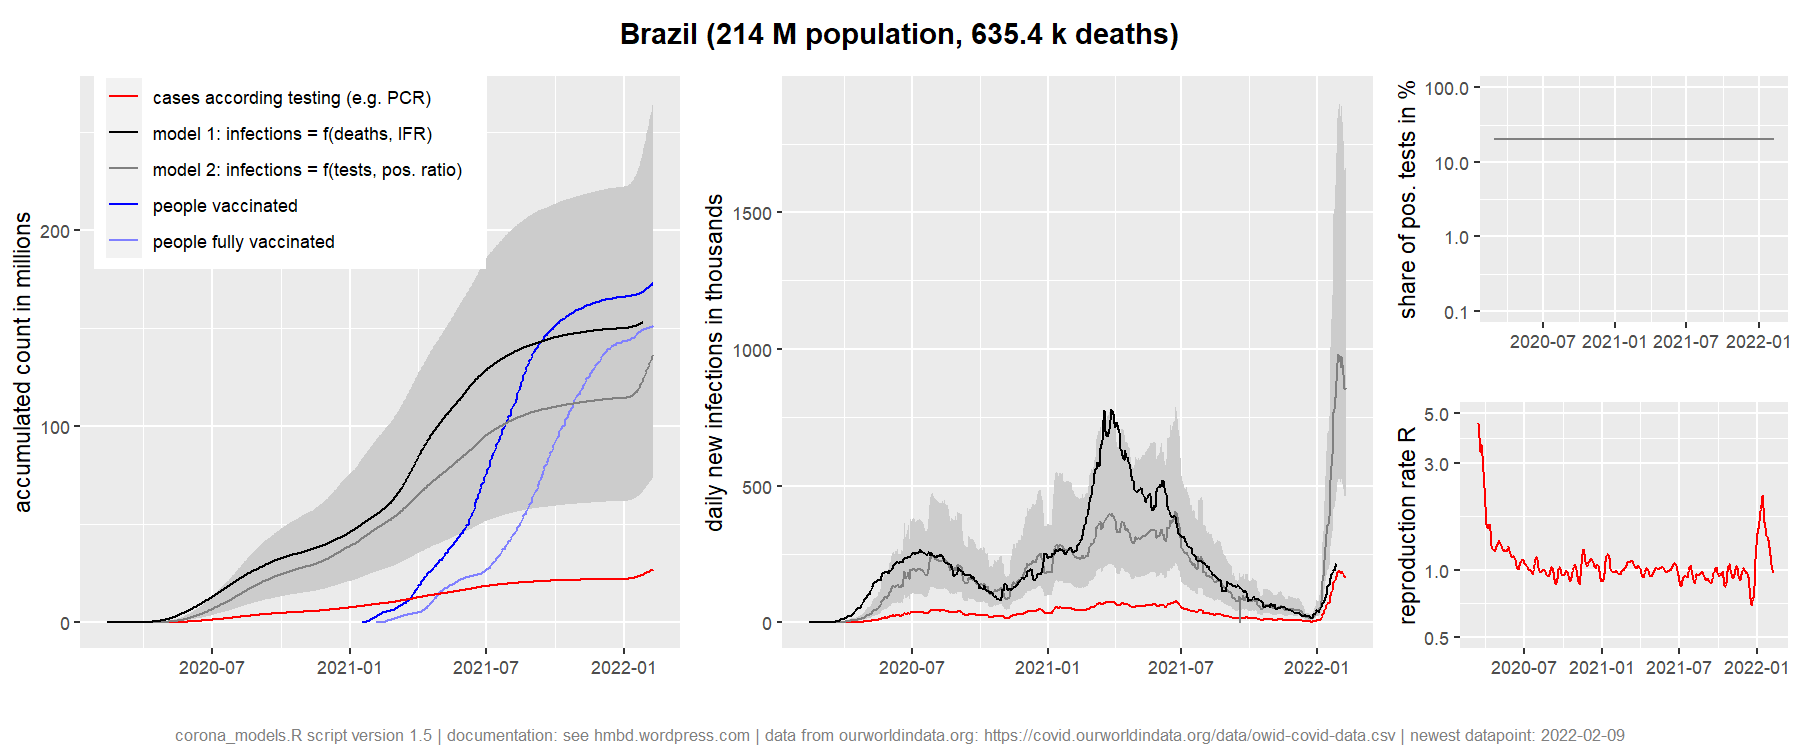 Brazil (214 M population, 635.4 k deaths)
cases according testing (e.g. PCR)
model 1: infections = f(deaths, IFR)
model 2: infections = f(tests, pos. ratio)
people vaccinated
people fully vaccinated
accumulated count in millions
200
100
0
2020-07 2021-01 2021-07 2022-01
daily new infections in thousands
1500
1000
500
0
2020-07 2021-01 2021-07 2022-01
share of pos. tests in %
100.0
10.0
1.0
0.1
2020-07 2021-01 2021-07 2022-01
reproduction rate R
5.0
3.0
1.0
0.5
2020-07 2021-01 2021-07 2022-01
corona_models.R script version 1.5 | documentation: see hmbd.wordpress.com | data from ourworldindata.org: https://covid.ourworldindata.org/data/owid-covid-data.csv | newest datapoint: 2022-02-09